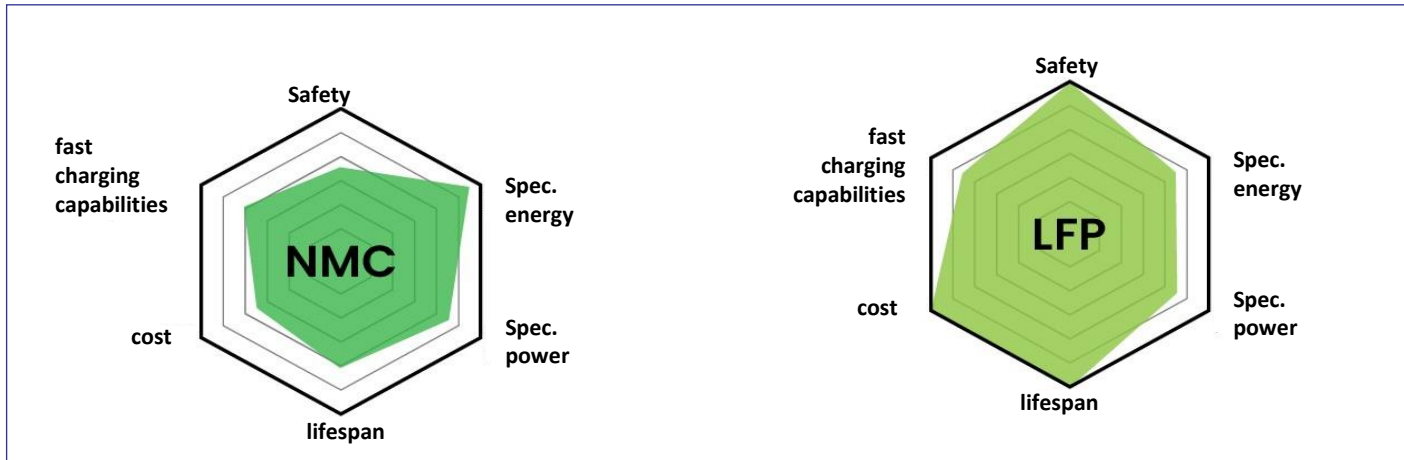 Safety
fast
charging
capabilities
Spec.
energy
NMC
cost
Spec.
power
lifespan
Safety
fast
charging
capabilities
Spec.
energy
LFP
cost
Spec.
power
lifespan